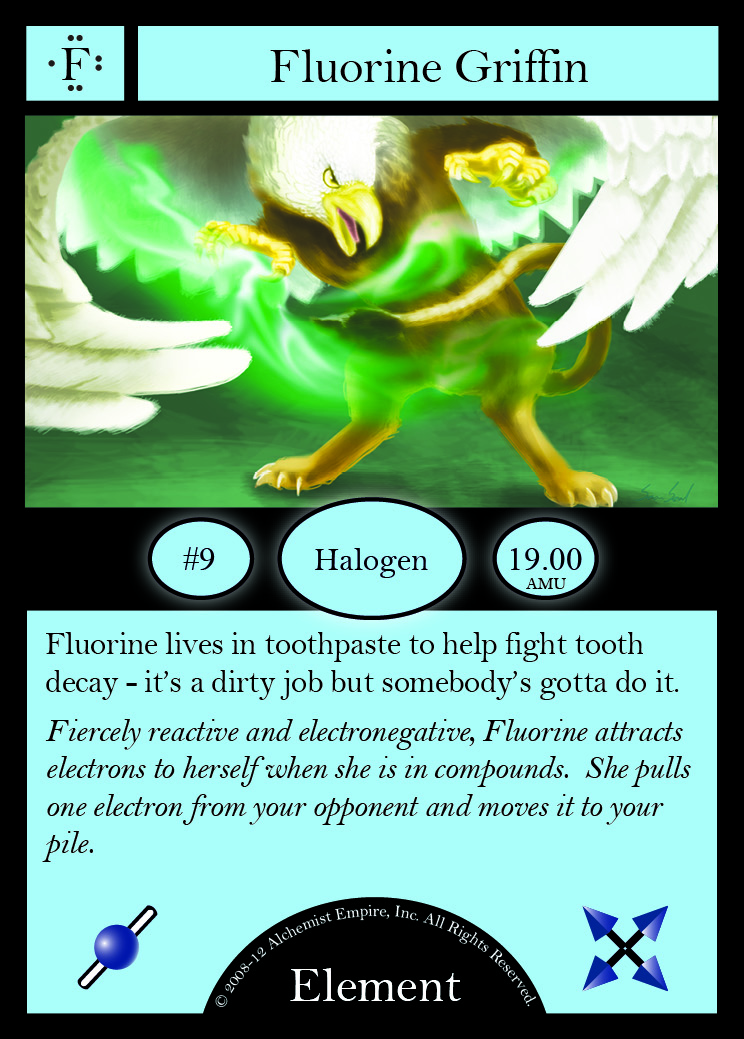 F
Fluorine Griffin
#9
Halogen
19.00
AMU
Fluorine lives in toothpaste to help fight tooth
decay - it's a dirty job but somebody's gotta do it.
Fiercely reactive and electronegative, Fluorine attracts
electrons to herself when she is in compounds.  She pulls
one electron from your opponent and moves it to your
pile.
© 2008-12 Alchemist Empire, Inc. All Rights Reserved.
Element